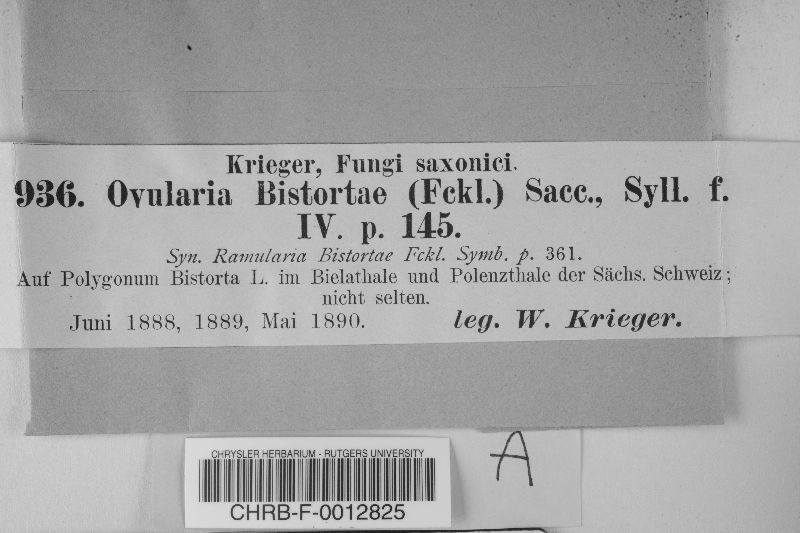 Krieger, Fungi saxonici.
936. Ovularia Bistortae (Fckl.) Sacc., Syll. f.
IV. p. 145.
Syn. Ramularia Bistortae Fckl. Symb. p. 361.
Auf Polygonum Bistorta L. im Bielathale und Polenzthale der Sächs. Schweiz;
nicht selten.
Juni 1888, 1889, Mai 1890. leg. W. Krieger.
A
CHRYSLER HERBARIUM - RUTGERS UNIVERSITY
CHRB-F-0012825